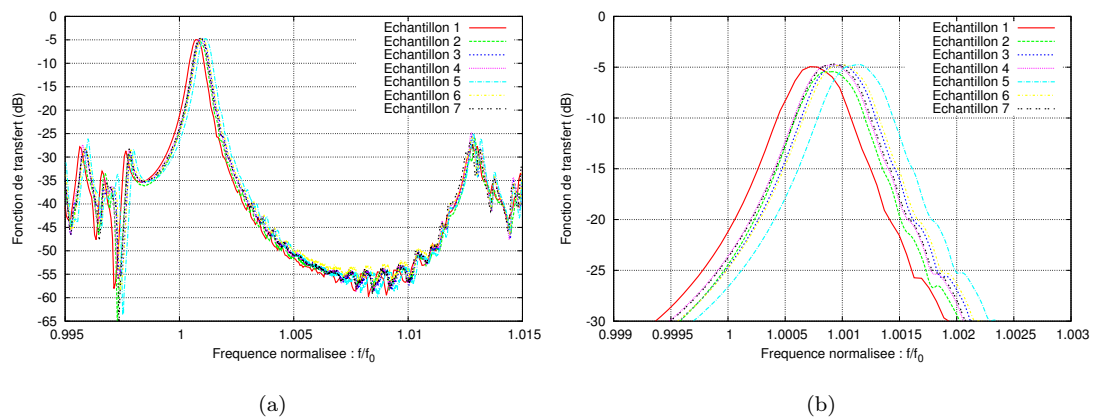 0
-5
-10
-15
-20
-25
-30
-35
-40
-45
-50
-55
-60
-65
0.995
1
1.005
1.01
1.015
Fonction de transfert (dB)
Frequence normalisee : f/f0
Echantillon 1
Echantillon 2
Echantillon 3
Echantillon 4
Echantillon 5
Echantillon 6
Echantillon 7
(a)
0
-5
-10
-15
-20
-25
-30
0.999
0.9995
1
1.0005
1.001
1.0015
1.002
1.0025
1.003
Fonction de transfert (dB)
Frequence normalisee : f/f0
Echantillon 1
Echantillon 2
Echantillon 3
Echantillon 4
Echantillon 5
Echantillon 6
Echantillon 7
(b)